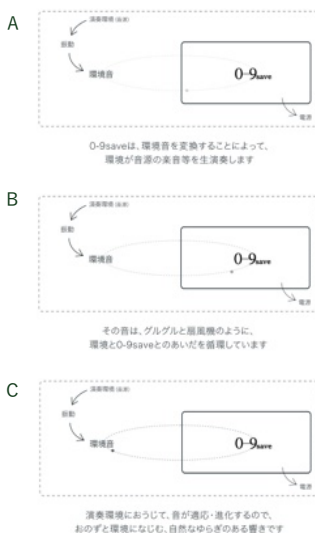 A
演奏環境 (音源)
振動
環境音
0-9save
電源
0-9saveは、環境音を変換することによって、
環境が音源の楽音等を生演奏します
B
演奏環境 (音源)
振動
環境音
0-9save
電源
その音は、グルグルと扇風機のように、
環境と0-9saveとのあいだを循環しています
C
演奏環境 (音源)
振動
環境音
0-9save
電源
演奏環境におうじて、音が適応・進化するので、
おのずと環境になじむ、自然なゆらぎのある響きです